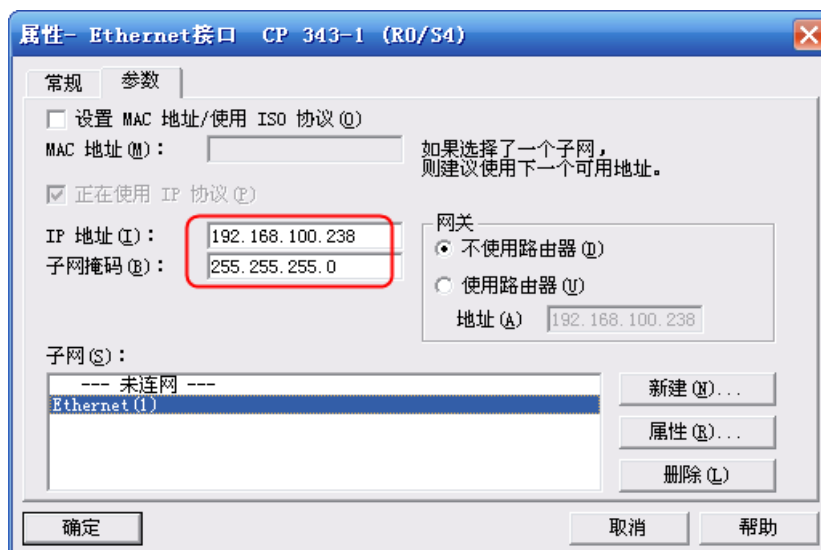 属性- Ethernet接口 CP 343-1 (R0/S4)
常规 参数
设置 MAC 地址/使用 ISO 协议(O)
MAC 地址(M):
如果选择了一个子网,
则建议使用下一个可用地址。
正在使用 IP 协议(P)
IP 地址(I): 192.168.100.238
子网掩码(B): 255.255.255.0
网关
不使用路由器(D)
使用路由器(U)
地址(A) 192.168.100.238
子网(S):
--- 未连网 ---
Ethernet(1)
新建(N)...
属性(R)...
删除(L)
确定 取消 帮助